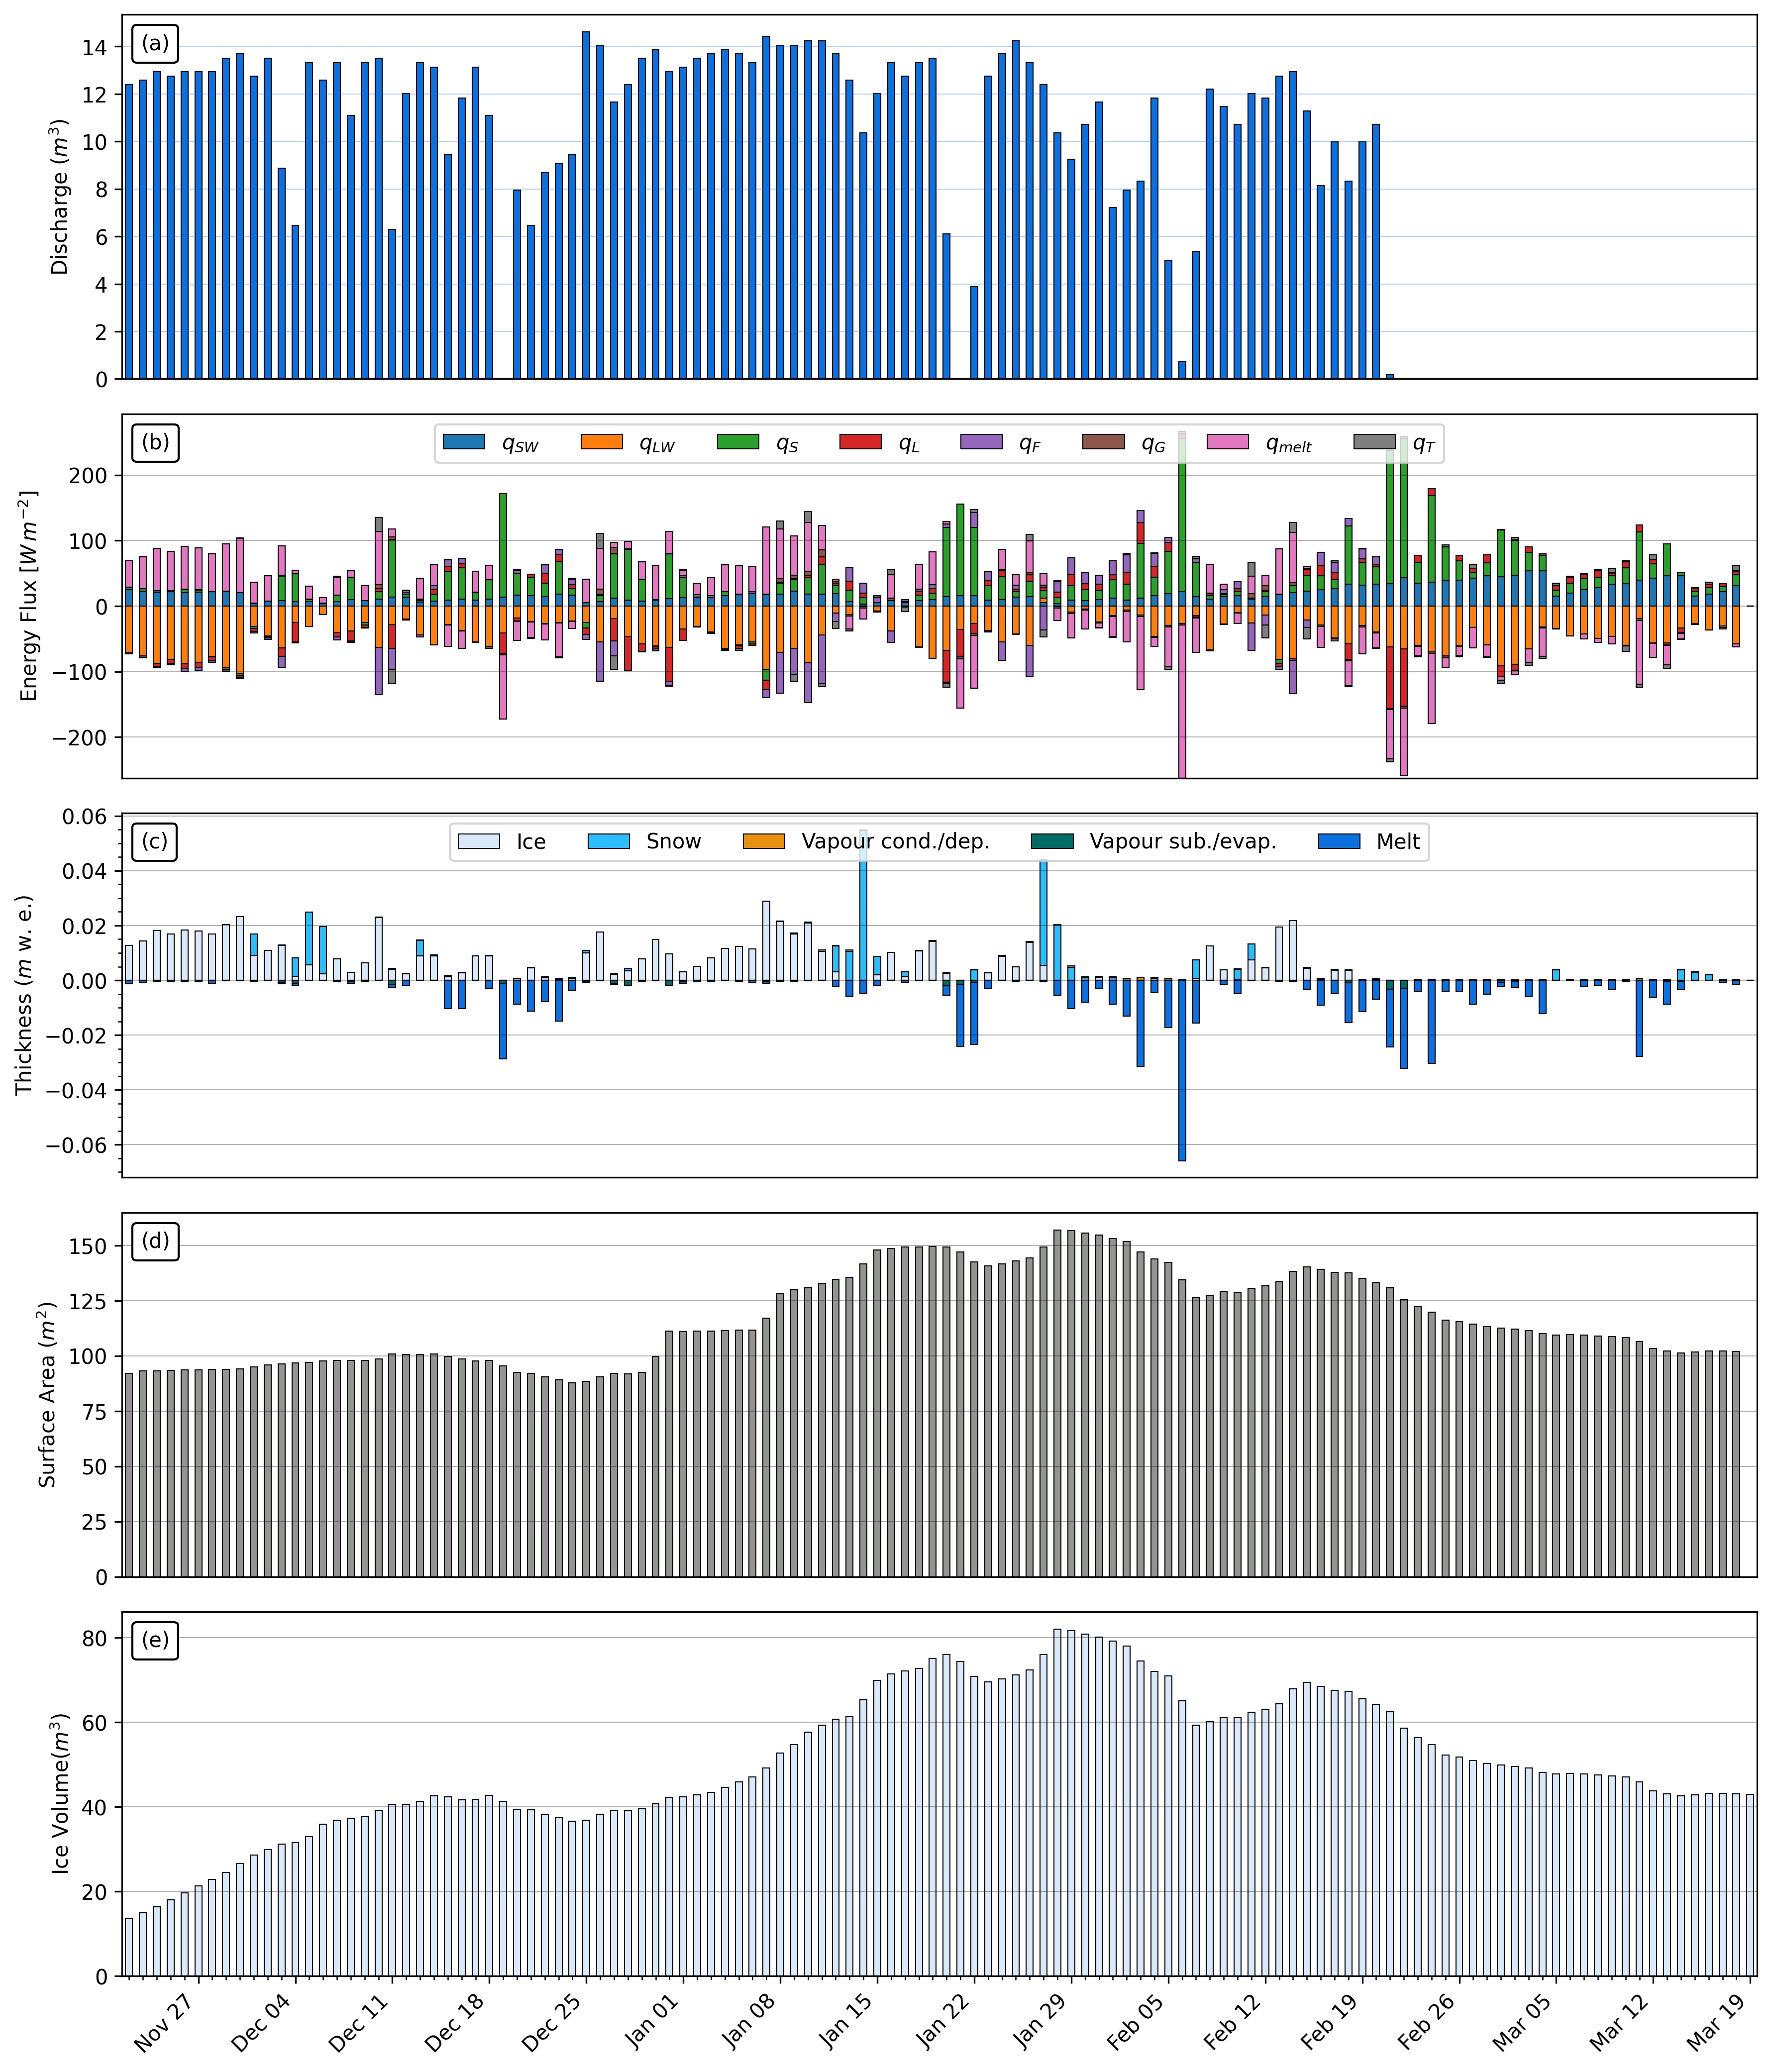 (a)
14
12
10
8
6
4
2
0
Discharge (m³)
(b)
q_SW q_LW q_S q_L q_F q_G q_melt q_T
200
100
0
−100
−200
Energy Flux [W m⁻²]
(c)
Ice Snow Vapour cond./dep. Vapour sub./evap. Melt
0.06
0.04
0.02
0.00
−0.02
−0.04
−0.06
Thickness (m w. e.)
(d)
150
125
100
75
50
25
0
Surface Area (m²)
(e)
80
60
40
20
0
Ice Volume(m³)
Nov 27 Dec 04 Dec 11 Dec 18 Dec 25 Jan 01 Jan 08 Jan 15 Jan 22 Jan 29 Feb 05 Feb 12 Feb 19 Feb 26 Mar 05 Mar 12 Mar 19